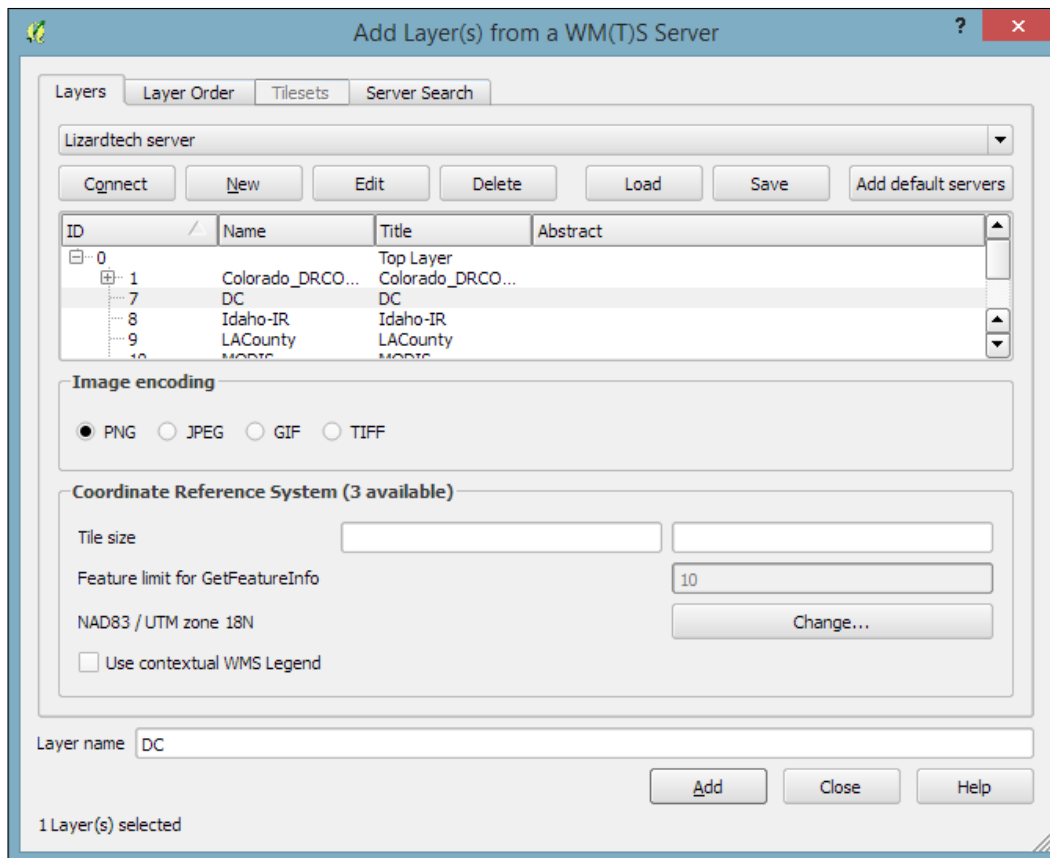 Add Layer(s) from a WM(T)S Server ?
Layers Layer Order Tilesets Server Search
Lizardtech server
Connect New Edit Delete Load Save Add default servers
ID Name Title Abstract
0 Top Layer
1 Colorado_DRCO... Colorado_DRCO...
7 DC DC
8 Idaho-IR Idaho-IR
9 LACounty LACounty
10 MODIS MODIS
Image encoding
PNG JPEG GIF TIFF
Coordinate Reference System (3 available)
Tile size
Feature limit for GetFeatureInfo 10
NAD83 / UTM zone 18N Change...
Use contextual WMS Legend
Layer name DC
Add Close Help
1 Layer(s) selected